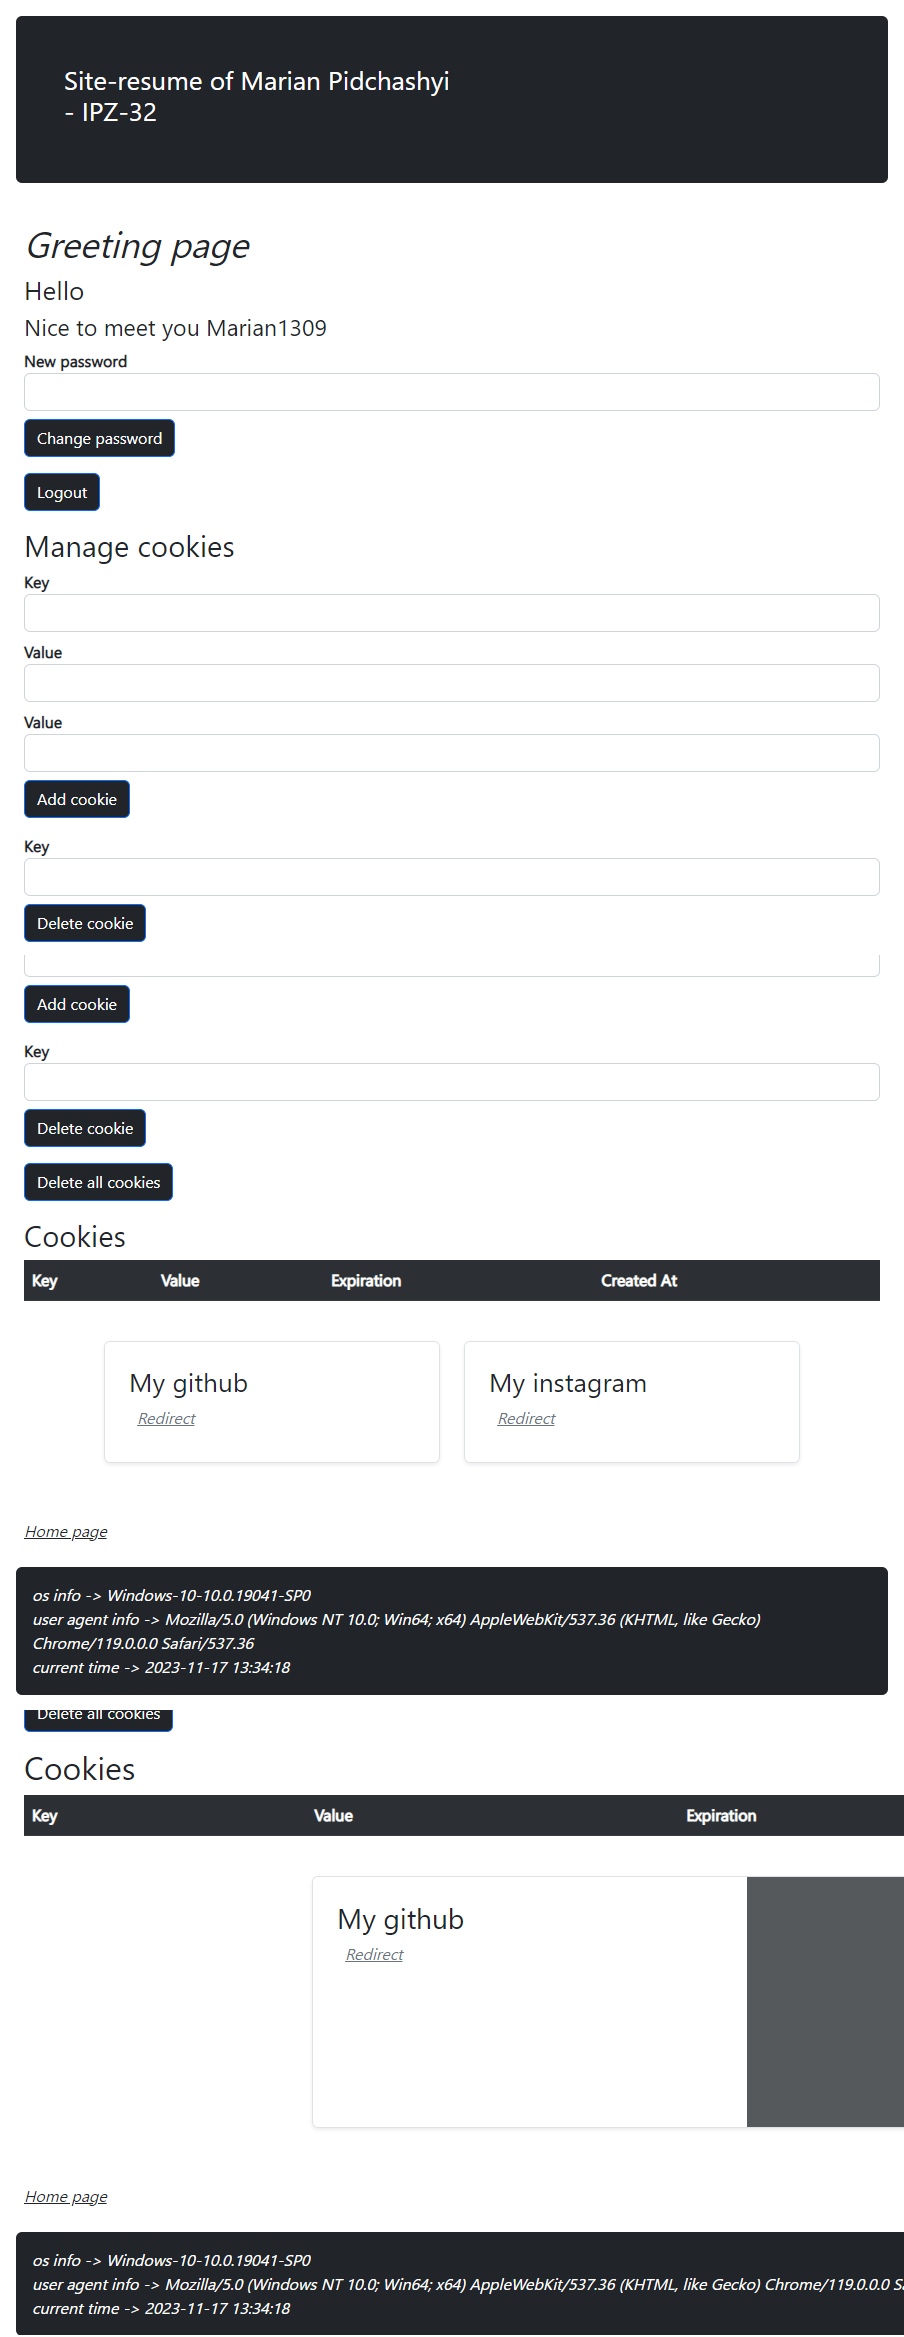 Site-resume of Marian Pidchashyi
- IPZ-32
Greeting page
Hello
Nice to meet you Marian1309
New password
Change password
Logout
Manage cookies
Key
Value
Value
Add cookie
Key
Delete cookie
Add cookie
Key
Delete cookie
Delete all cookies
Cookies
Key Value Expiration Created At
My github My instagram
Redirect Redirect
Home page
os info -> Windows-10-10.0.19041-SP0
user agent info -> Mozilla/5.0 (Windows NT 10.0; Win64; x64) AppleWebKit/537.36 (KHTML, like Gecko)
Chrome/119.0.0.0 Safari/537.36
current time -> 2023-11-17 13:34:18
Delete all cookies
Cookies
Key Value Expiration
My github
Redirect
Home page
os info -> Windows-10-10.0.19041-SP0
user agent info -> Mozilla/5.0 (Windows NT 10.0; Win64; x64) AppleWebKit/537.36 (KHTML, like Gecko) Chrome/119.0.0.0
current time -> 2023-11-17 13:34:18